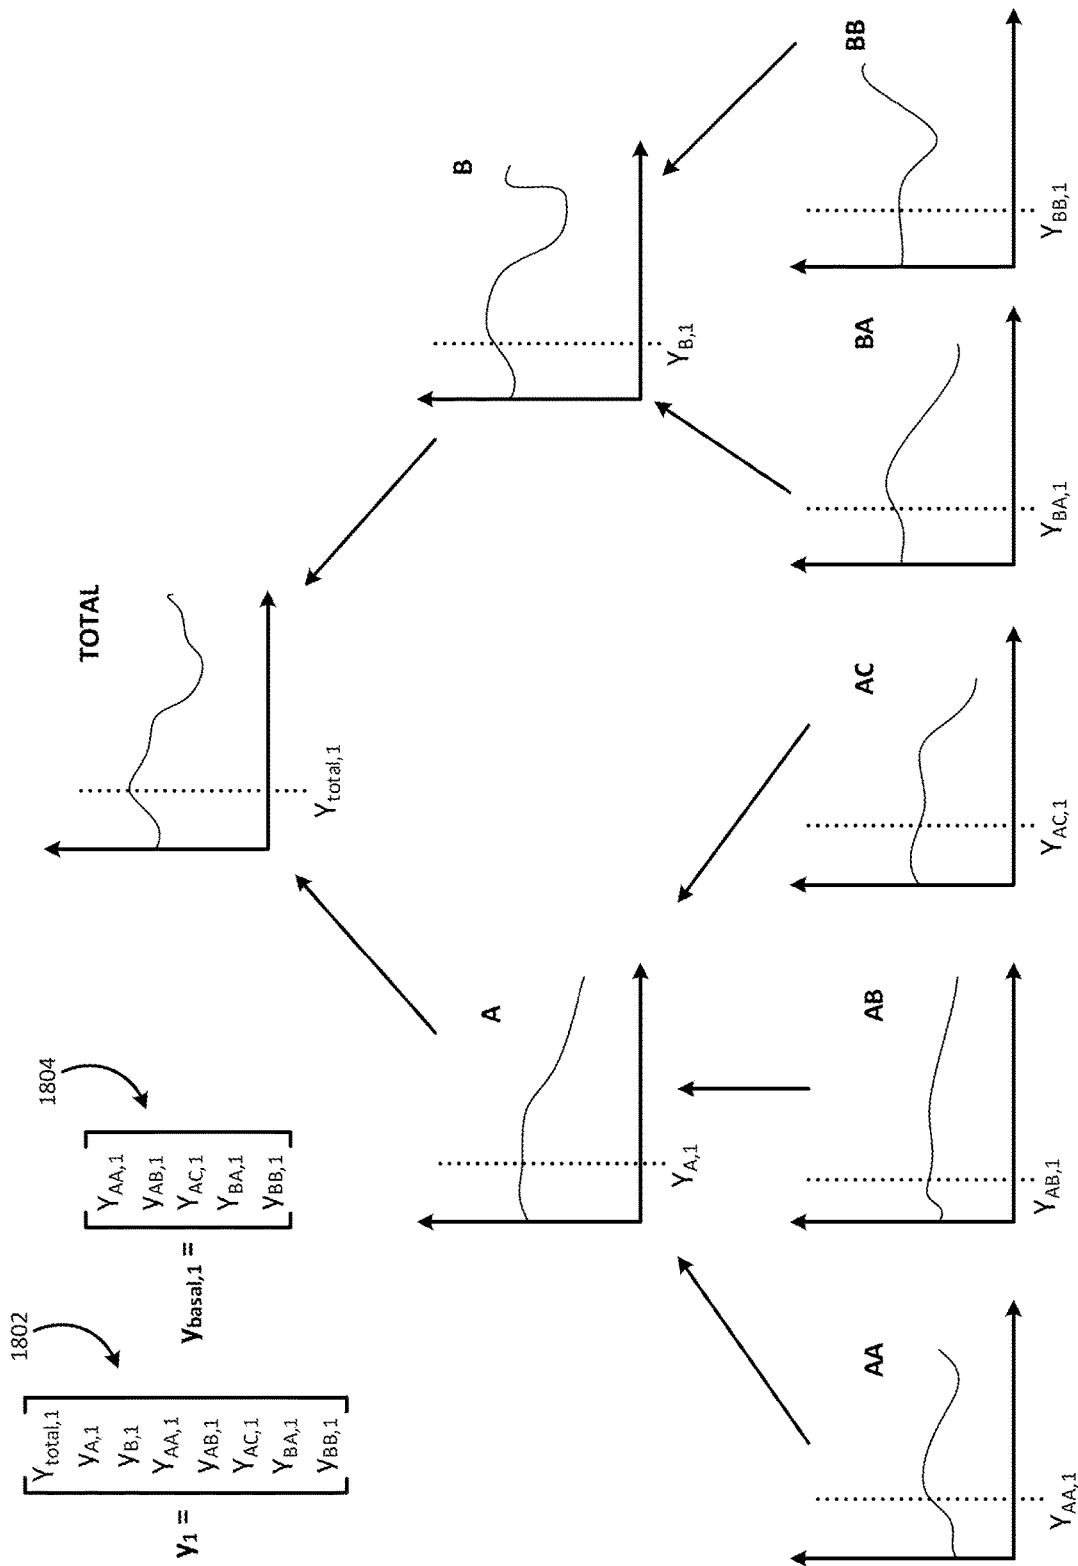 1802
y1 =
Ytotal,1
yA,1
yB,1
YAA,1
yAB,1
YAC,1
YBA,1
yBB,1
1804
ybasal,1 =
YAA,1
yAB,1
YAC,1
YBA,1
yBB,1
TOTAL
Ytotal,1
A
YA,1
B
YB,1
AA
YAA,1
AB
YAB,1
AC
YAC,1
BA
YBA,1
BB
YBB,1